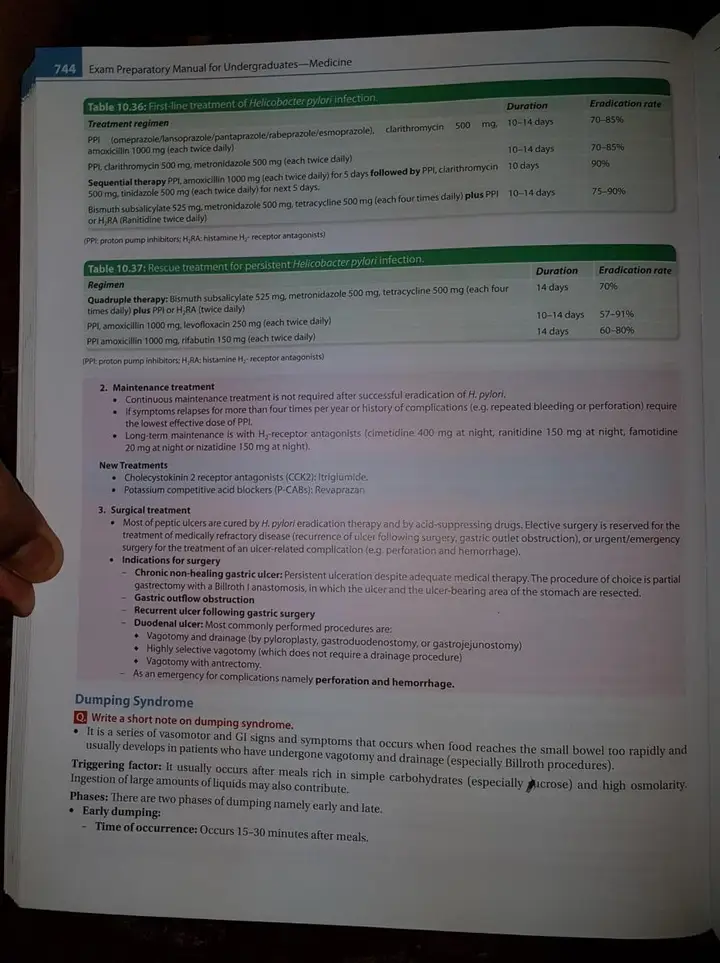 744 Exam Preparatory Manual for Undergraduates—Medicine
Table 10.36: First-line treatment of Helicobacter pylori infection.
Treatment regimen Duration Eradication rate
PPI (omeprazole/lansoprazole/pantaprazole/rabeprazole/esmoprazole), clarithromycin 500 mg, 10–14 days 70–85%
amoxicillin 1000 mg (each twice daily)
PPI, clarithromycin 500 mg, metronidazole 500 mg (each twice daily) 10–14 days 70–85%
Sequential therapy PPI, amoxicillin 1000 mg (each twice daily) for 5 days followed by PPI, clarithromycin 10 days 90%
500 mg, tinidazole 500 mg (each twice daily) for next 5 days.
Bismuth subsalicylate 525 mg, metronidazole 500 mg, tetracycline 500 mg (each four times daily) plus PPI 10–14 days 75–90%
or H₂RA (Ranitidine twice daily)
(PPI: proton pump inhibitors; H₂RA: histamine H₂- receptor antagonists)
Table 10.37: Rescue treatment for persistent Helicobacter pylori infection.
Regimen Duration Eradication rate
Quadruple therapy: Bismuth subsalicylate 525 mg, metronidazole 500 mg, tetracycline 500 mg (each four 14 days 70%
times daily) plus PPI or H₂RA (twice daily)
PPI, amoxicillin 1000 mg, levofloxacin 250 mg (each twice daily) 10–14 days 57–91%
PPI amoxicillin 1000 mg, rifabutin 150 mg (each twice daily) 14 days 60–80%
(PPI: proton pump inhibitors; H₂RA: histamine H₂- receptor antagonists)
2. Maintenance treatment
• Continuous maintenance treatment is not required after successful eradication of H. pylori.
• If symptoms relapses for more than four times per year or history of complications (e.g. repeated bleeding or perforation) require
the lowest effective dose of PPI.
• Long-term maintenance is with H₂-receptor antagonists (cimetidine 400 mg at night, ranitidine 150 mg at night, famotidine
20 mg at night or nizatidine 150 mg at night).
New Treatments
• Cholecystokinin 2 receptor antagonists (CCK2): Itriglumide.
• Potassium competitive acid blockers (P-CABs): Revaprazan
3. Surgical treatment
• Most of peptic ulcers are cured by H. pylori eradication therapy and by acid-suppressing drugs. Elective surgery is reserved for the
treatment of medically refractory disease (recurrence of ulcer following surgery, gastric outlet obstruction), or urgent/emergency
surgery for the treatment of an ulcer-related complication (e.g. perforation and hemorrhage).
• Indications for surgery
– Chronic non-healing gastric ulcer: Persistent ulceration despite adequate medical therapy. The procedure of choice is partial
gastrectomy with a Billroth I anastomosis, in which the ulcer and the ulcer-bearing area of the stomach are resected.
– Gastric outflow obstruction
– Recurrent ulcer following gastric surgery
– Duodenal ulcer: Most commonly performed procedures are:
◆ Vagotomy and drainage (by pyloroplasty, gastroduodenostomy, or gastrojejunostomy)
◆ Highly selective vagotomy (which does not require a drainage procedure)
◆ Vagotomy with antrectomy.
– As an emergency for complications namely perforation and hemorrhage.
Dumping Syndrome
Q. Write a short note on dumping syndrome.
• It is a series of vasomotor and GI signs and symptoms that occurs when food reaches the small bowel too rapidly and
usually develops in patients who have undergone vagotomy and drainage (especially Billroth procedures).
Triggering factor: It usually occurs after meals rich in simple carbohydrates (especially sucrose) and high osmolarity.
Ingestion of large amounts of liquids may also contribute.
Phases: There are two phases of dumping namely early and late.
• Early dumping:
– Time of occurrence: Occurs 15–30 minutes after meals.